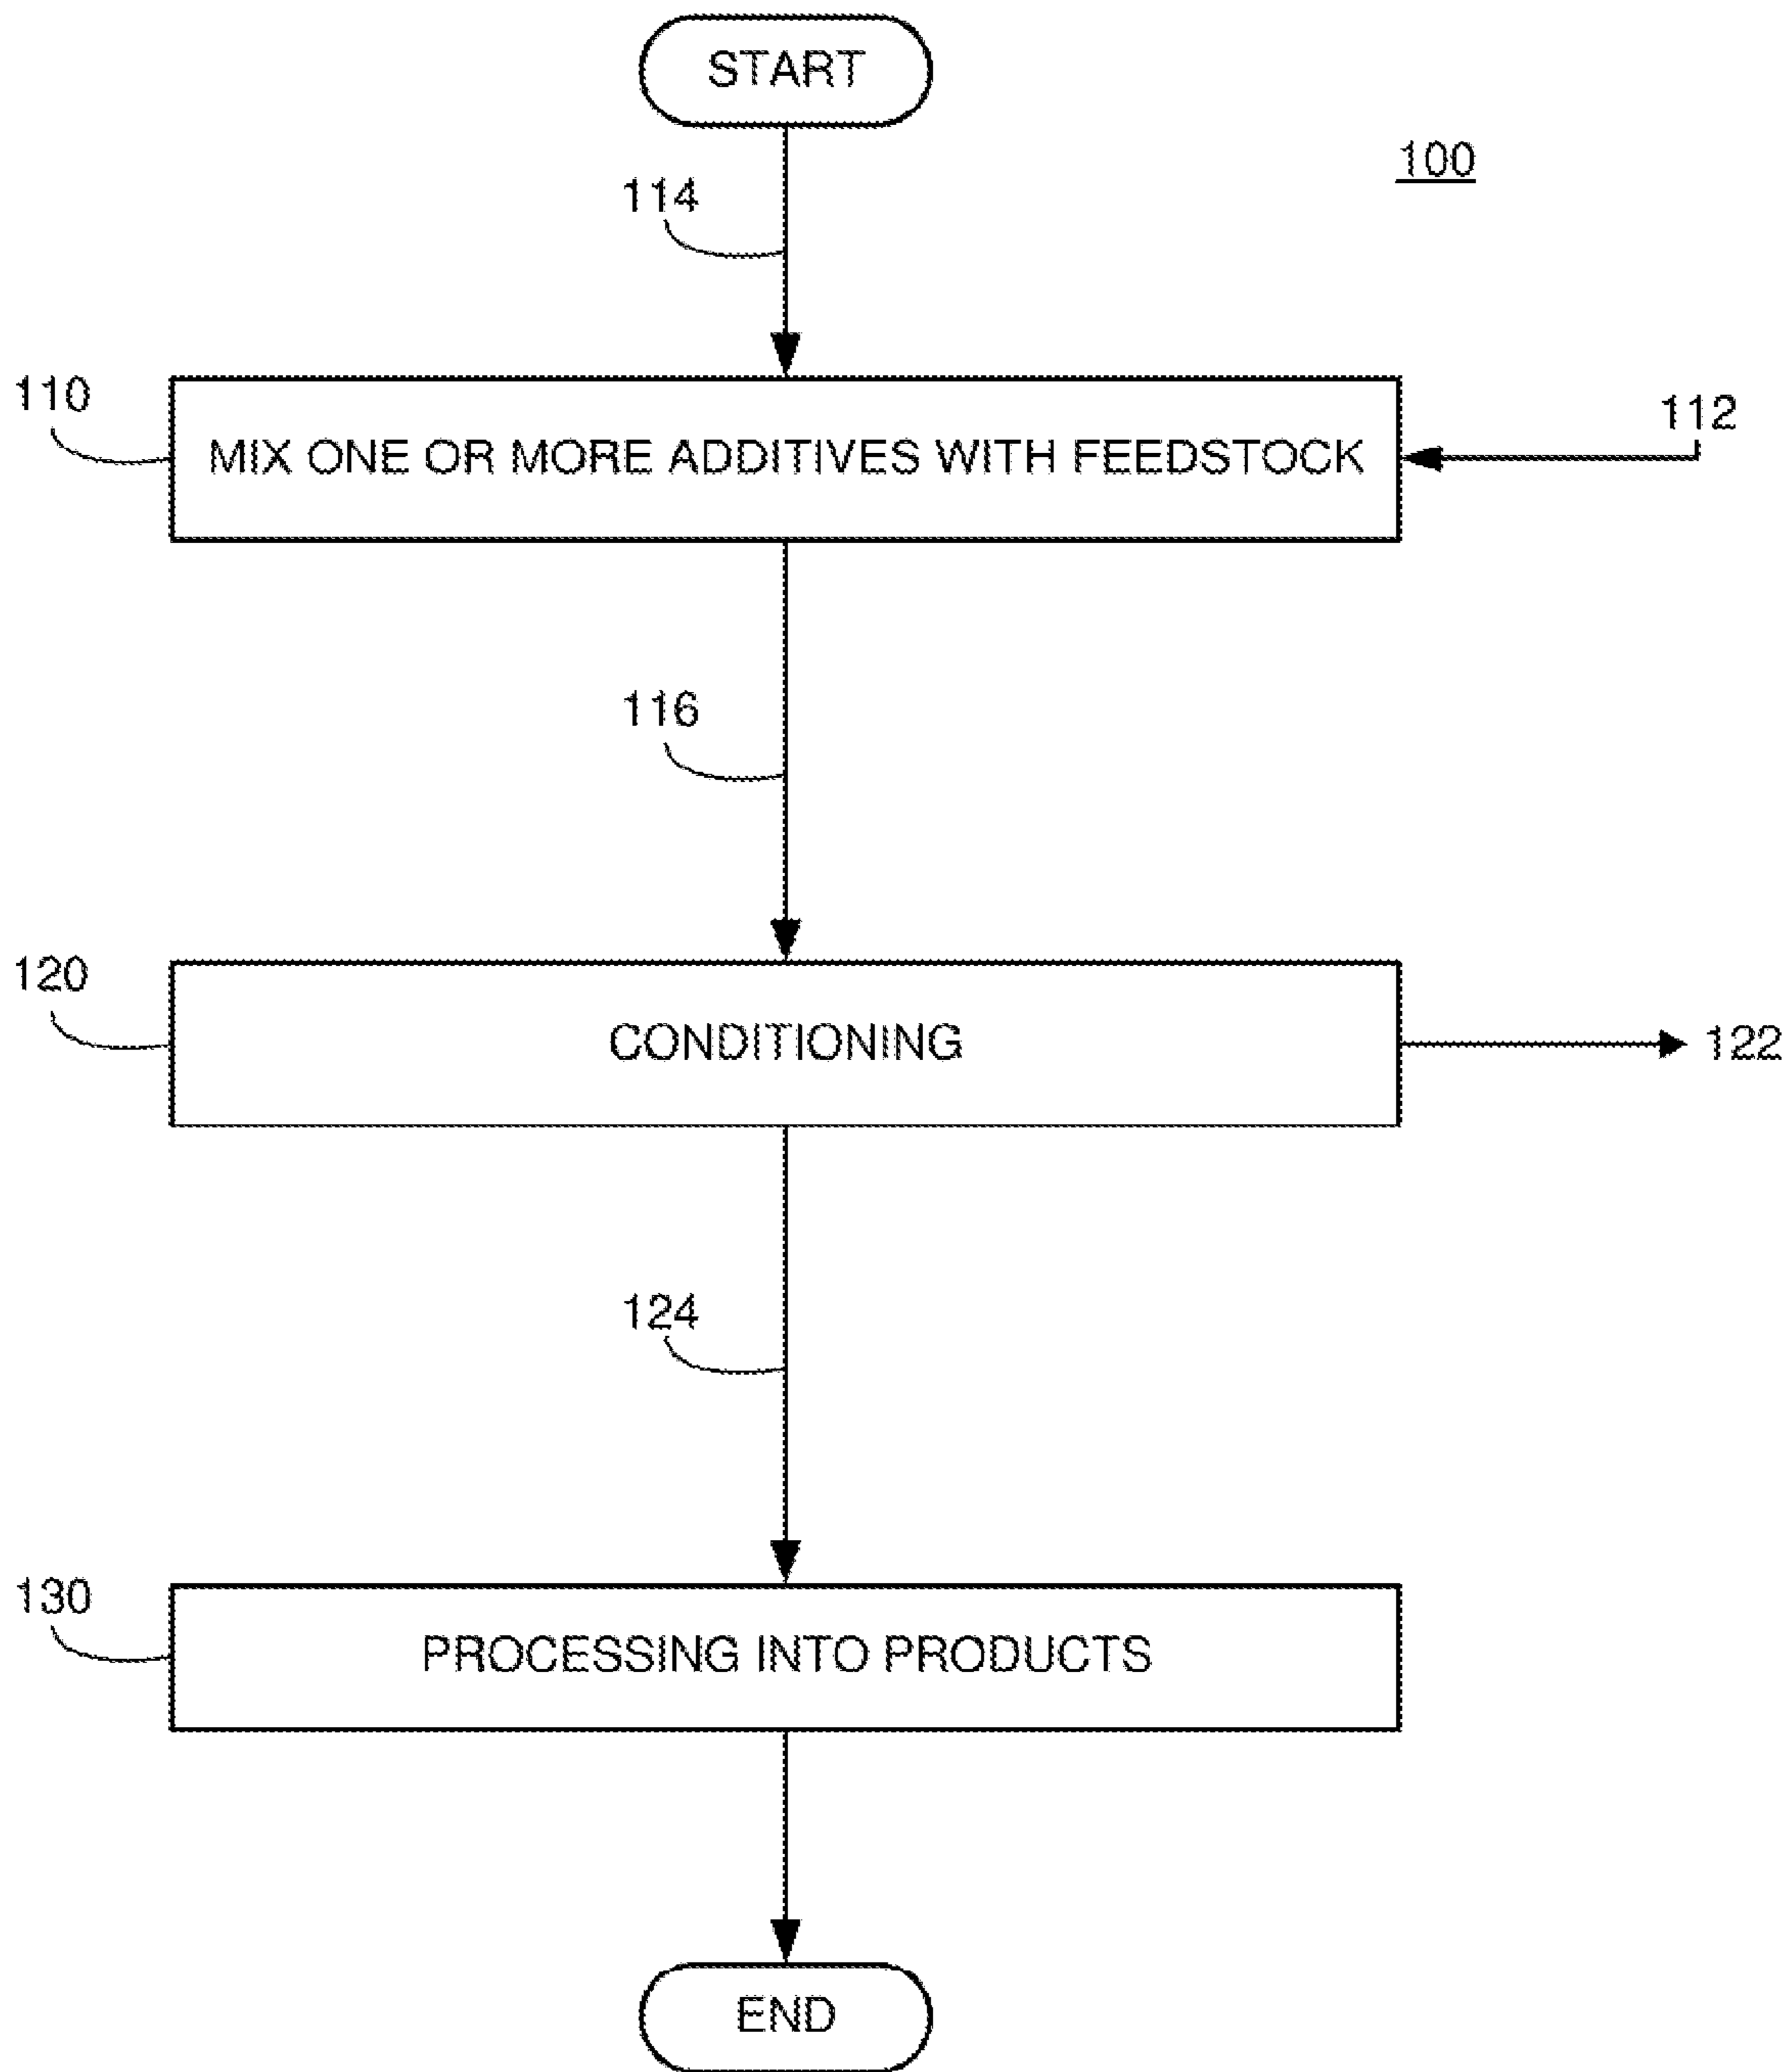 START
100
114
110
MIX ONE OR MORE ADDITIVES WITH FEEDSTOCK
112
116
120
CONDITIONING
122
124
130
PROCESSING INTO PRODUCTS
END